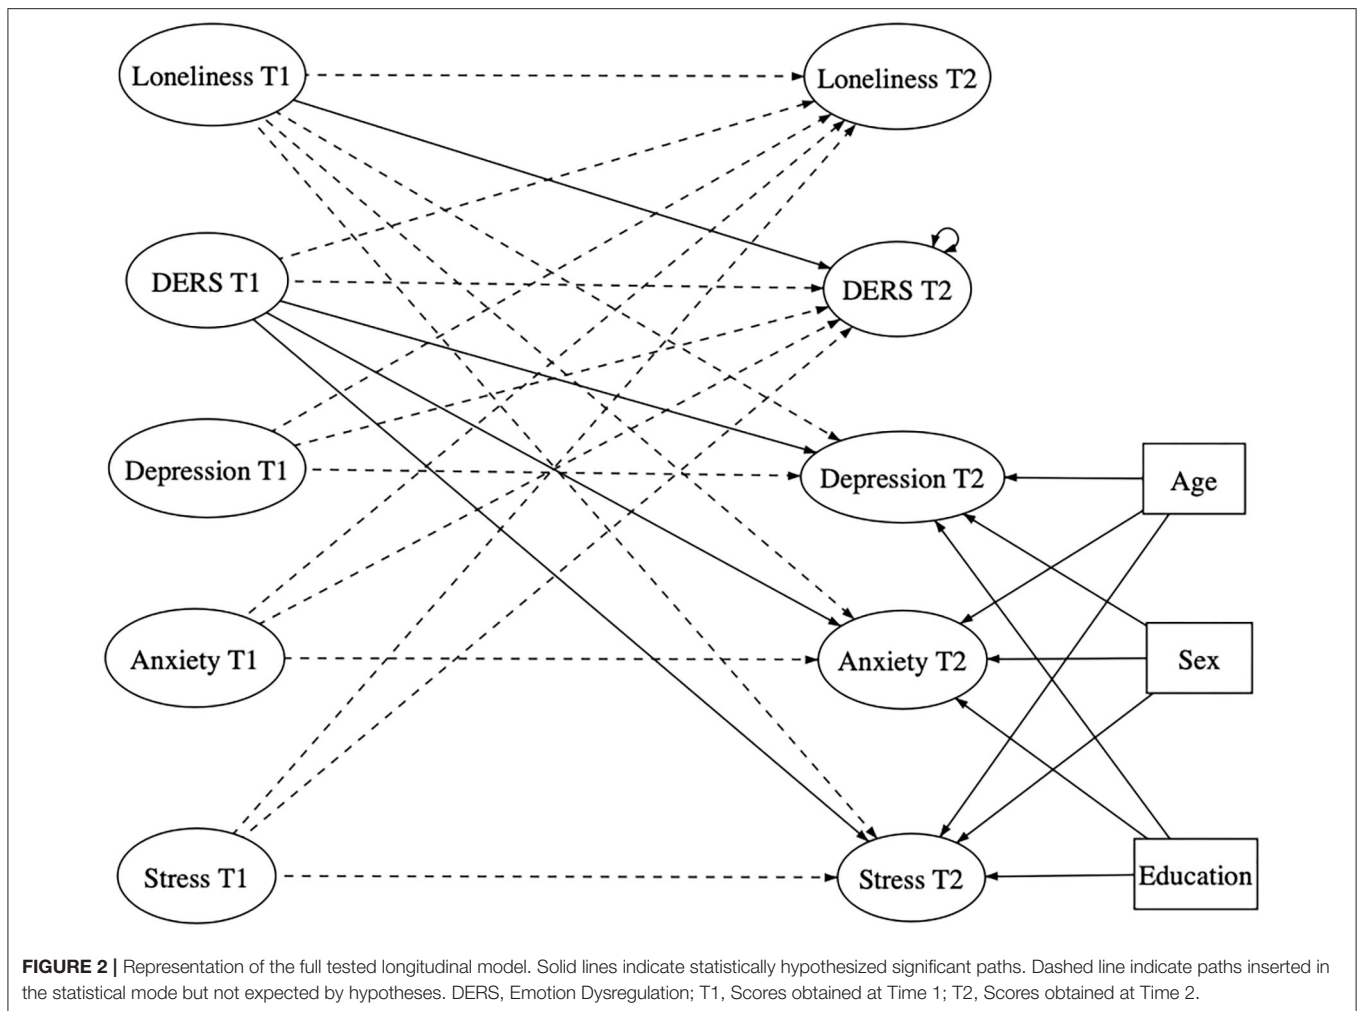 Loneliness T1
Loneliness T2
DERS T1
DERS T2
Depression T1
Depression T2
Age
Anxiety T1
Anxiety T2
Sex
Stress T1
Stress T2
Education
FIGURE 2 | Representation of the full tested longitudinal model. Solid lines indicate statistically hypothesized significant paths. Dashed line indicate paths inserted in
the statistical mode but not expected by hypotheses. DERS, Emotion Dysregulation; T1, Scores obtained at Time 1; T2, Scores obtained at Time 2.